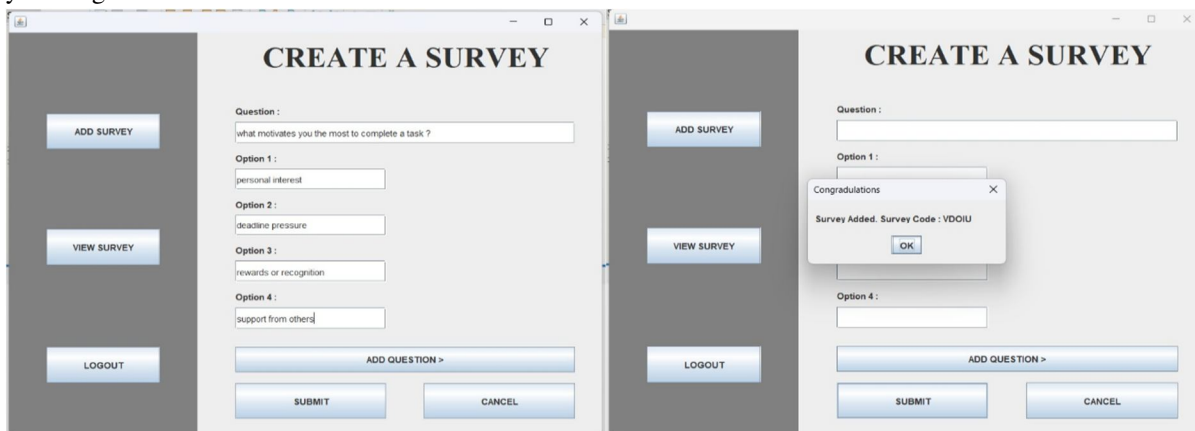 CREATE A SURVEY
Question :
what motivates you the most to complete a task ?
ADD SURVEY
Option 1 :
personal interest
Option 2 :
deadline pressure
VIEW SURVEY
Option 3 :
rewards or recognition
Option 4 :
support from others
ADD QUESTION >
LOGOUT
SUBMIT
CANCEL
CREATE A SURVEY
Question :
ADD SURVEY
Option 1 :
Congradulations
Survey Added. Survey Code : VDOIU
OK
VIEW SURVEY
Option 4 :
ADD QUESTION >
LOGOUT
SUBMIT
CANCEL